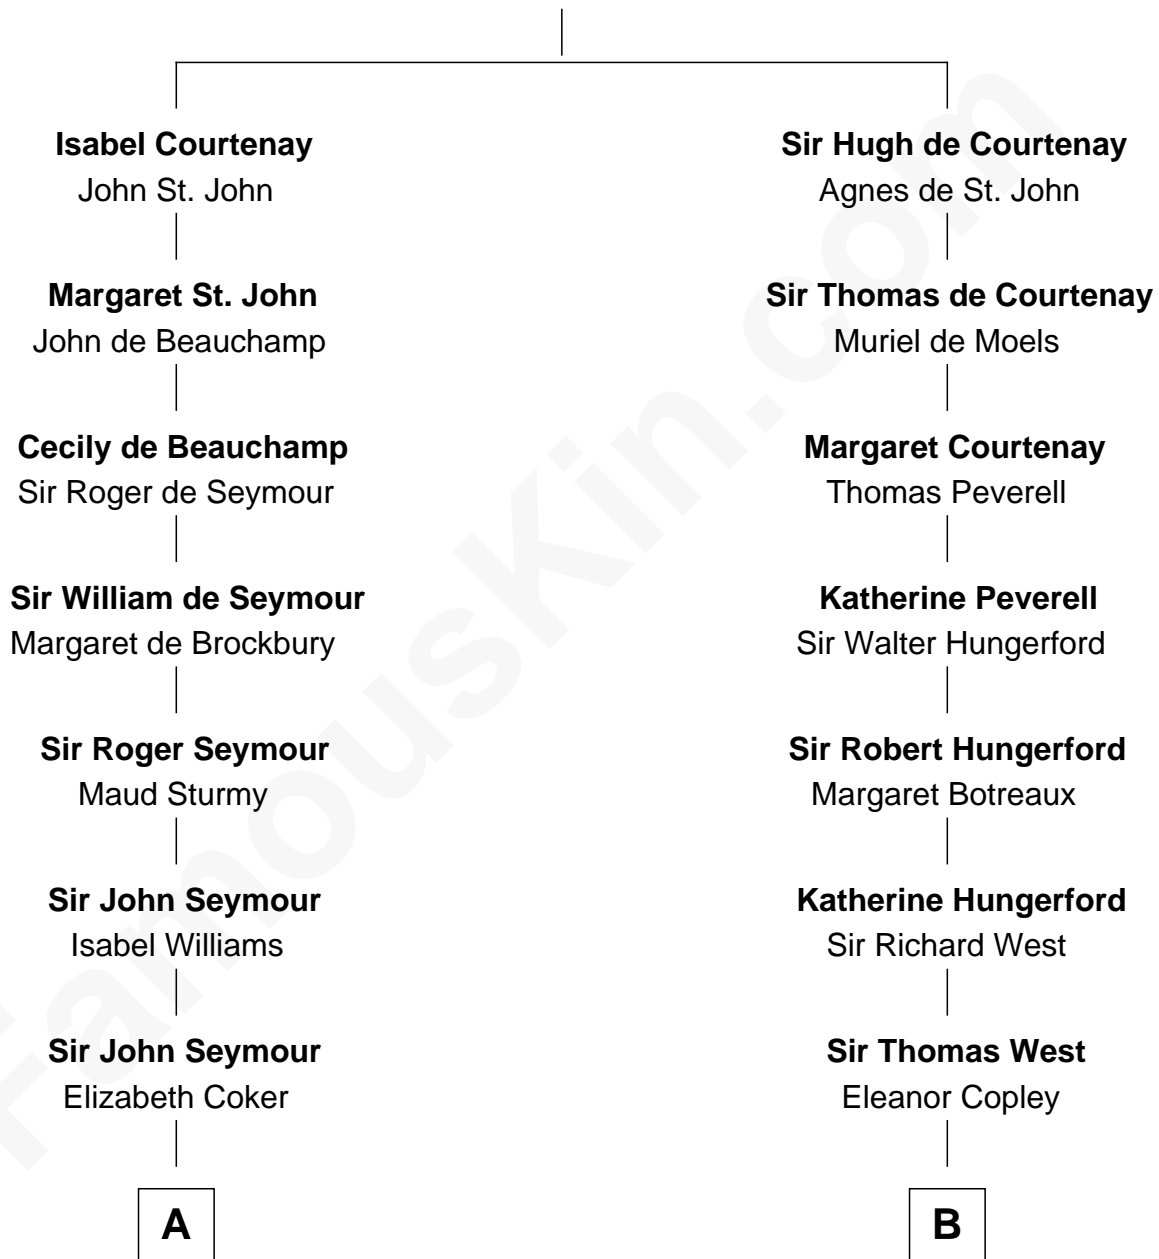 Isabel Courtenay
John St. John
Margaret St. John
John de Beauchamp
Cecily de Beauchamp
Sir Roger de Seymour
Sir William de Seymour
Margaret de Brockbury
Sir Roger Seymour
Maud Sturmy
Sir John Seymour
Isabel Williams
Sir John Seymour
Elizabeth Coker
A
Sir Hugh de Courtenay
Agnes de St. John
Sir Thomas de Courtenay
Muriel de Moels
Margaret Courtenay
Thomas Peverell
Katherine Peverell
Sir Walter Hungerford
Sir Robert Hungerford
Margaret Botreaux
Katherine Hungerford
Sir Richard West
Sir Thomas West
Eleanor Copley
B
FamousKin.com